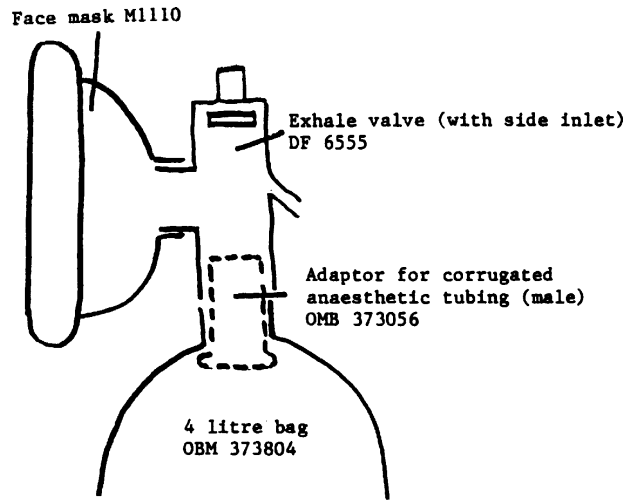 Face mask M1110
Exhale valve (with side inlet)
DF 6555
Adaptor for corrugated
anaesthetic tubing (male)
OMB 373056
4 litre bag
OBM 373804